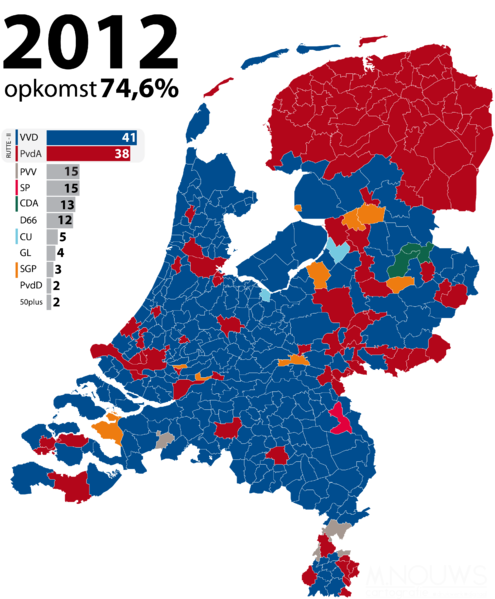 2012
opkomst 74,6%
RUTTE - II
VVD 41
PvdA 38
PVV 15
SP 15
CDA 13
D66 12
CU 5
GL 4
SGP 3
PvdD 2
50plus 2
M.NOUWS